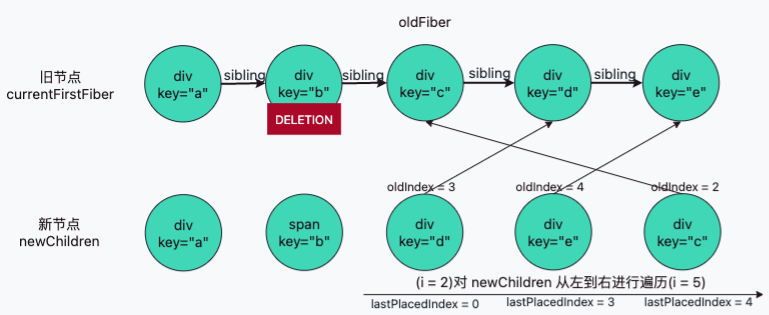 oldFiber
旧节点
currentFirstFiber
div
key="a"
sibling
div
key="b"
sibling
div
key="c"
sibling
div
key="d"
sibling
div
key="e"
DELETION
oldIndex = 3
oldIndex = 4
oldIndex = 2
新节点
newChildren
div
key="a"
span
key="b"
div
key="d"
div
key="e"
div
key="c"
(i = 2)对 newChildren 从左到右进行遍历(i = 5)
lastPlacedIndex = 0
lastPlacedIndex = 3
lastPlacedIndex = 4